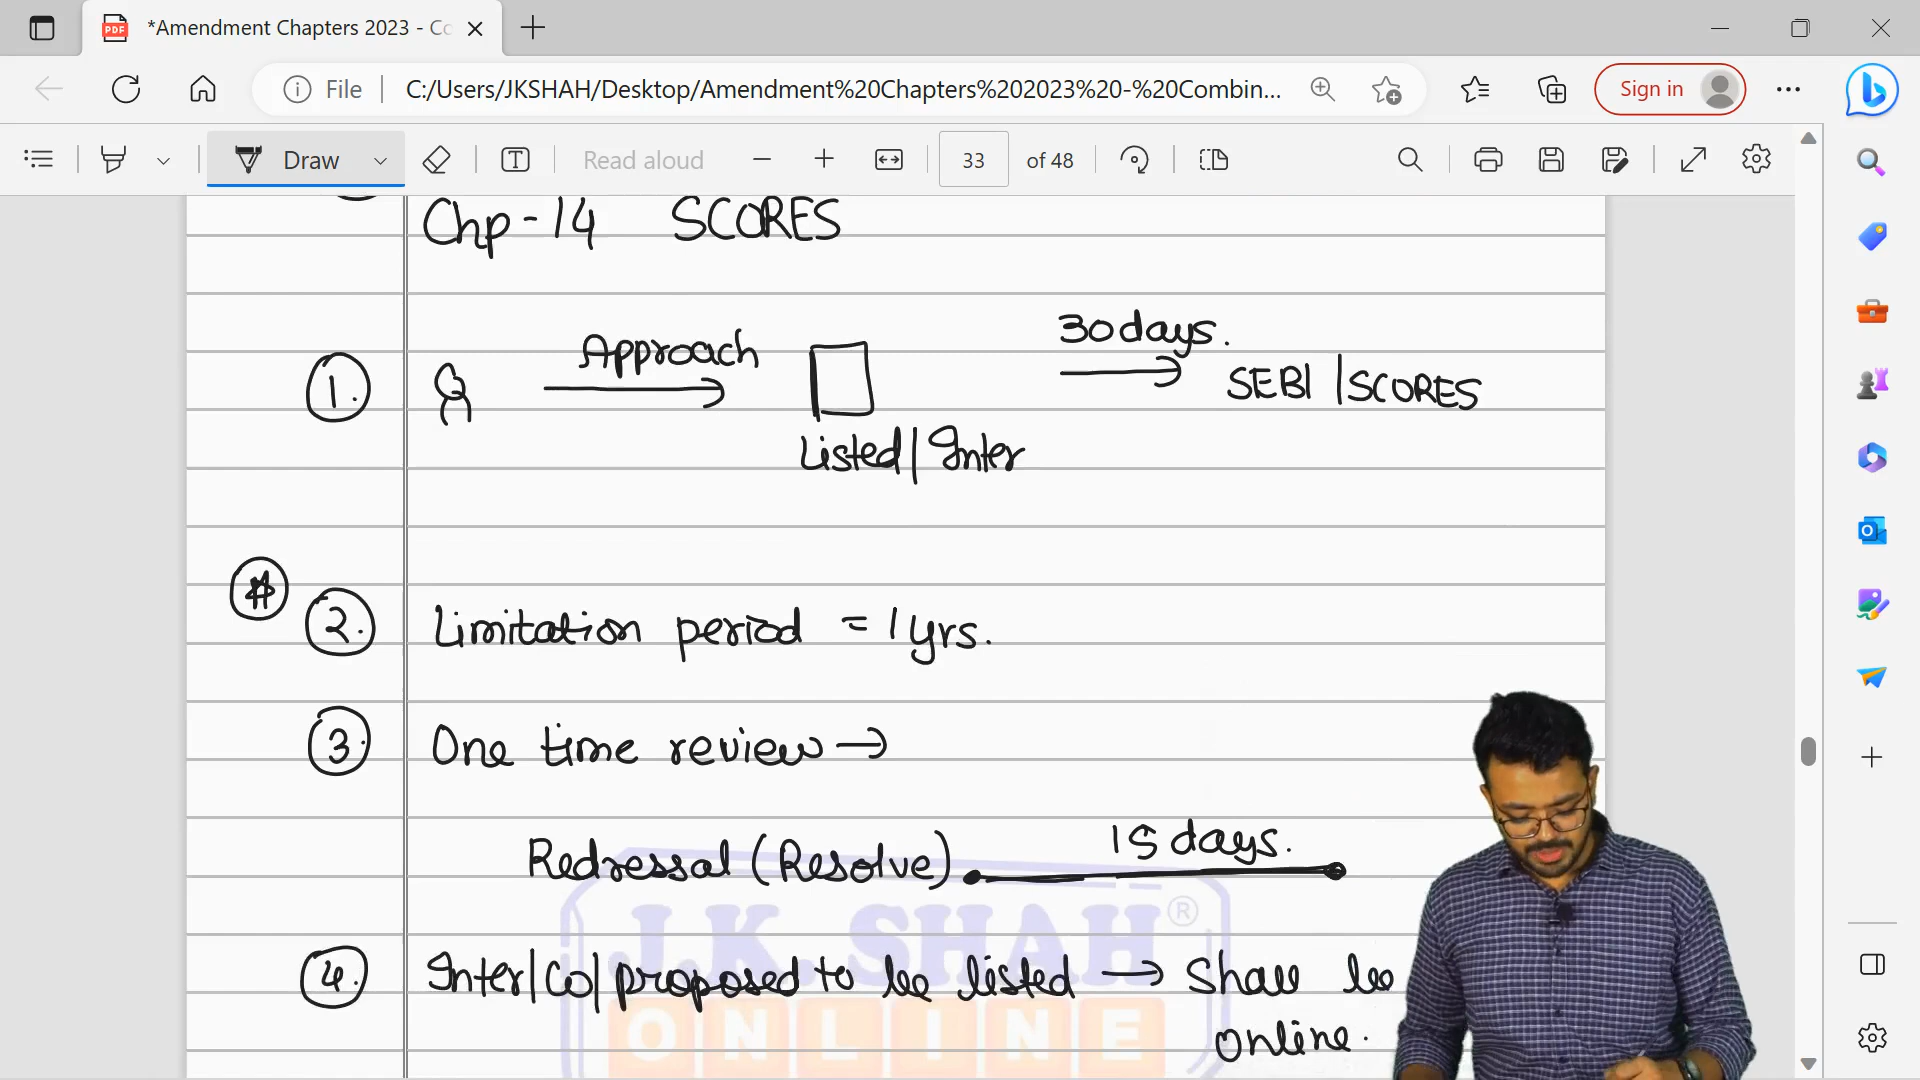 *Amendment Chapters 2023 - Co
File
C:/Users/JKSHAH/Desktop/Amendment%20Chapters%202023%20-%20Combin...
Sign in
Draw
Read aloud
33
of 48
Chp-14 SCORES
30 days.
Approach
1.
SEBI | SCORES
Listed | Inter
#
2. Limitation period = 1 yrs.
3. One time review →
15 days.
Redressal (Resolve)
J.K. SHAH®
4. Inter | Co | proposed to be listed → Shall be
ONLINE
online.